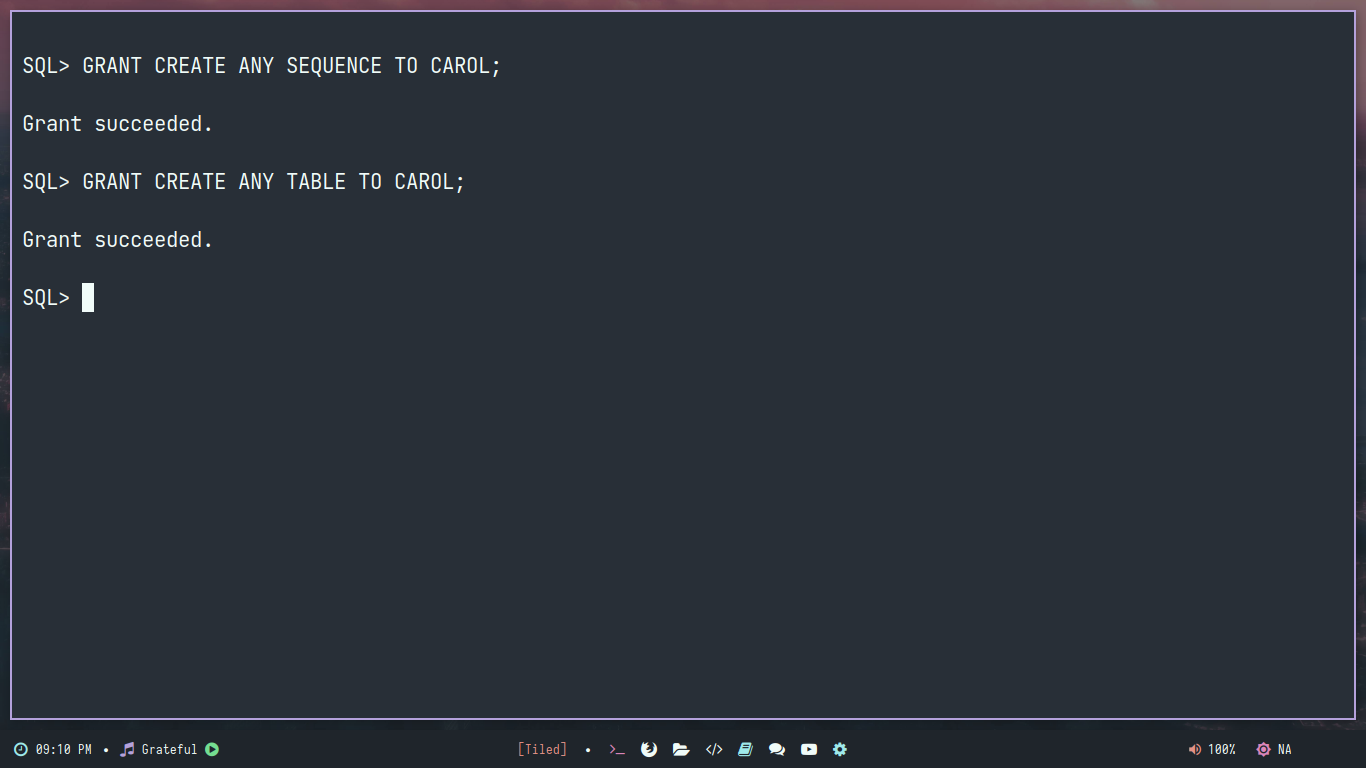 SQL> GRANT CREATE ANY SEQUENCE TO CAROL;
Grant succeeded.
SQL> GRANT CREATE ANY TABLE TO CAROL;
Grant succeeded.
SQL>
09:10 PM • Grateful [Tiled] • >_ </> 100% NA